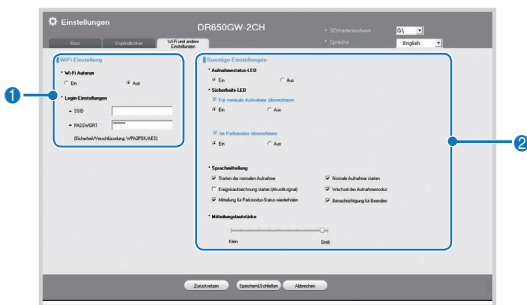 Einstellungen
DR650GW-2CH
* SD-Kartenlaufwerk G:\
* Sprache English
Basic Empfindlichkeit Wi-Fi und andere Einstellungen
WiFi Einstellung
* Wi-Fi Autorun
Ein Aus
* Login-Einstellungen
- SSID
- PASSWORT ********
(Sicherheit/Verschlüsselung: WPA2PSK/AES)
1
Sonstige Einstellungen
* Aufnahmestatus-LED
Ein Aus
* Sicherheits-LED
Für normale Aufnahme übernehmen
Ein Aus
Im Parkmodus übernehmen
Ein Aus
* Sprachmitteilung
Starten der normalen Aufnahme Normale Aufnahme starten
Ereignisaufzeichnung starten (Akustiksignal) Wechsel des Aufnahmemodus
Mitteilung für Parkmodus-Status wiederholen Benachrichtigung für Beenden
* Mitteilungslautstärke
Klein Groß
2
Zurücksetzen Speichern&Schließen Abbrechen